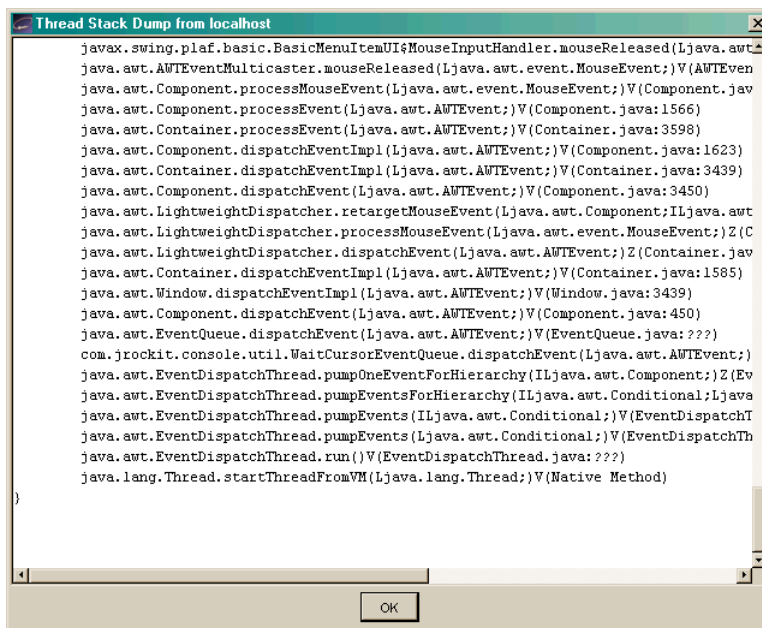 Thread Stack Dump from localhost
javax.swing.plaf.basic.BasicMenuItemUI$MouseInputHandler.mouseReleased(Ljava.awt
java.awt.AWTEventMulticaster.mouseReleased(Ljava.awt.event.MouseEvent;)V(AWTEven
java.awt.Component.processMouseEvent(Ljava.awt.event.MouseEvent;)V(Component.jav
java.awt.Component.processEvent(Ljava.awt.AWTEvent;)V(Component.java:1566)
java.awt.Container.processEvent(Ljava.awt.AWTEvent;)V(Container.java:3598)
java.awt.Component.dispatchEventImpl(Ljava.awt.AWTEvent;)V(Component.java:1623)
java.awt.Container.dispatchEventImpl(Ljava.awt.AWTEvent;)V(Container.java:3439)
java.awt.Component.dispatchEvent(Ljava.awt.AWTEvent;)V(Component.java:3450)
java.awt.LightweightDispatcher.retargetMouseEvent(Ljava.awt.Component;ILjava.awt
java.awt.LightweightDispatcher.processMouseEvent(Ljava.awt.event.MouseEvent;)Z(C
java.awt.LightweightDispatcher.dispatchEvent(Ljava.awt.AWTEvent;)Z(Container.jav
java.awt.Container.dispatchEventImpl(Ljava.awt.AWTEvent;)V(Container.java:1585)
java.awt.Window.dispatchEventImpl(Ljava.awt.AWTEvent;)V(Window.java:3439)
java.awt.Component.dispatchEvent(Ljava.awt.AWTEvent;)V(Component.java:450)
java.awt.EventQueue.dispatchEvent(Ljava.awt.AWTEvent;)V(EventQueue.java:???)
com.jrockit.console.util.WaitCursorEventQueue.dispatchEvent(Ljava.awt.AWTEvent;)
java.awt.EventDispatchThread.pumpOneEventForHierarchy(ILjava.awt.Component;)Z(Ev
java.awt.EventDispatchThread.pumpEventsForHierarchy(ILjava.awt.Conditional;Ljava
java.awt.EventDispatchThread.pumpEvents(ILjava.awt.Conditional;)V(EventDispatchT
java.awt.EventDispatchThread.pumpEvents(Ljava.awt.Conditional;)V(EventDispatchTh
java.awt.EventDispatchThread.run()V(EventDispatchThread.java:???)
java.lang.Thread.startThreadFromVM(Ljava.lang.Thread;)V(Native Method)
}
OK